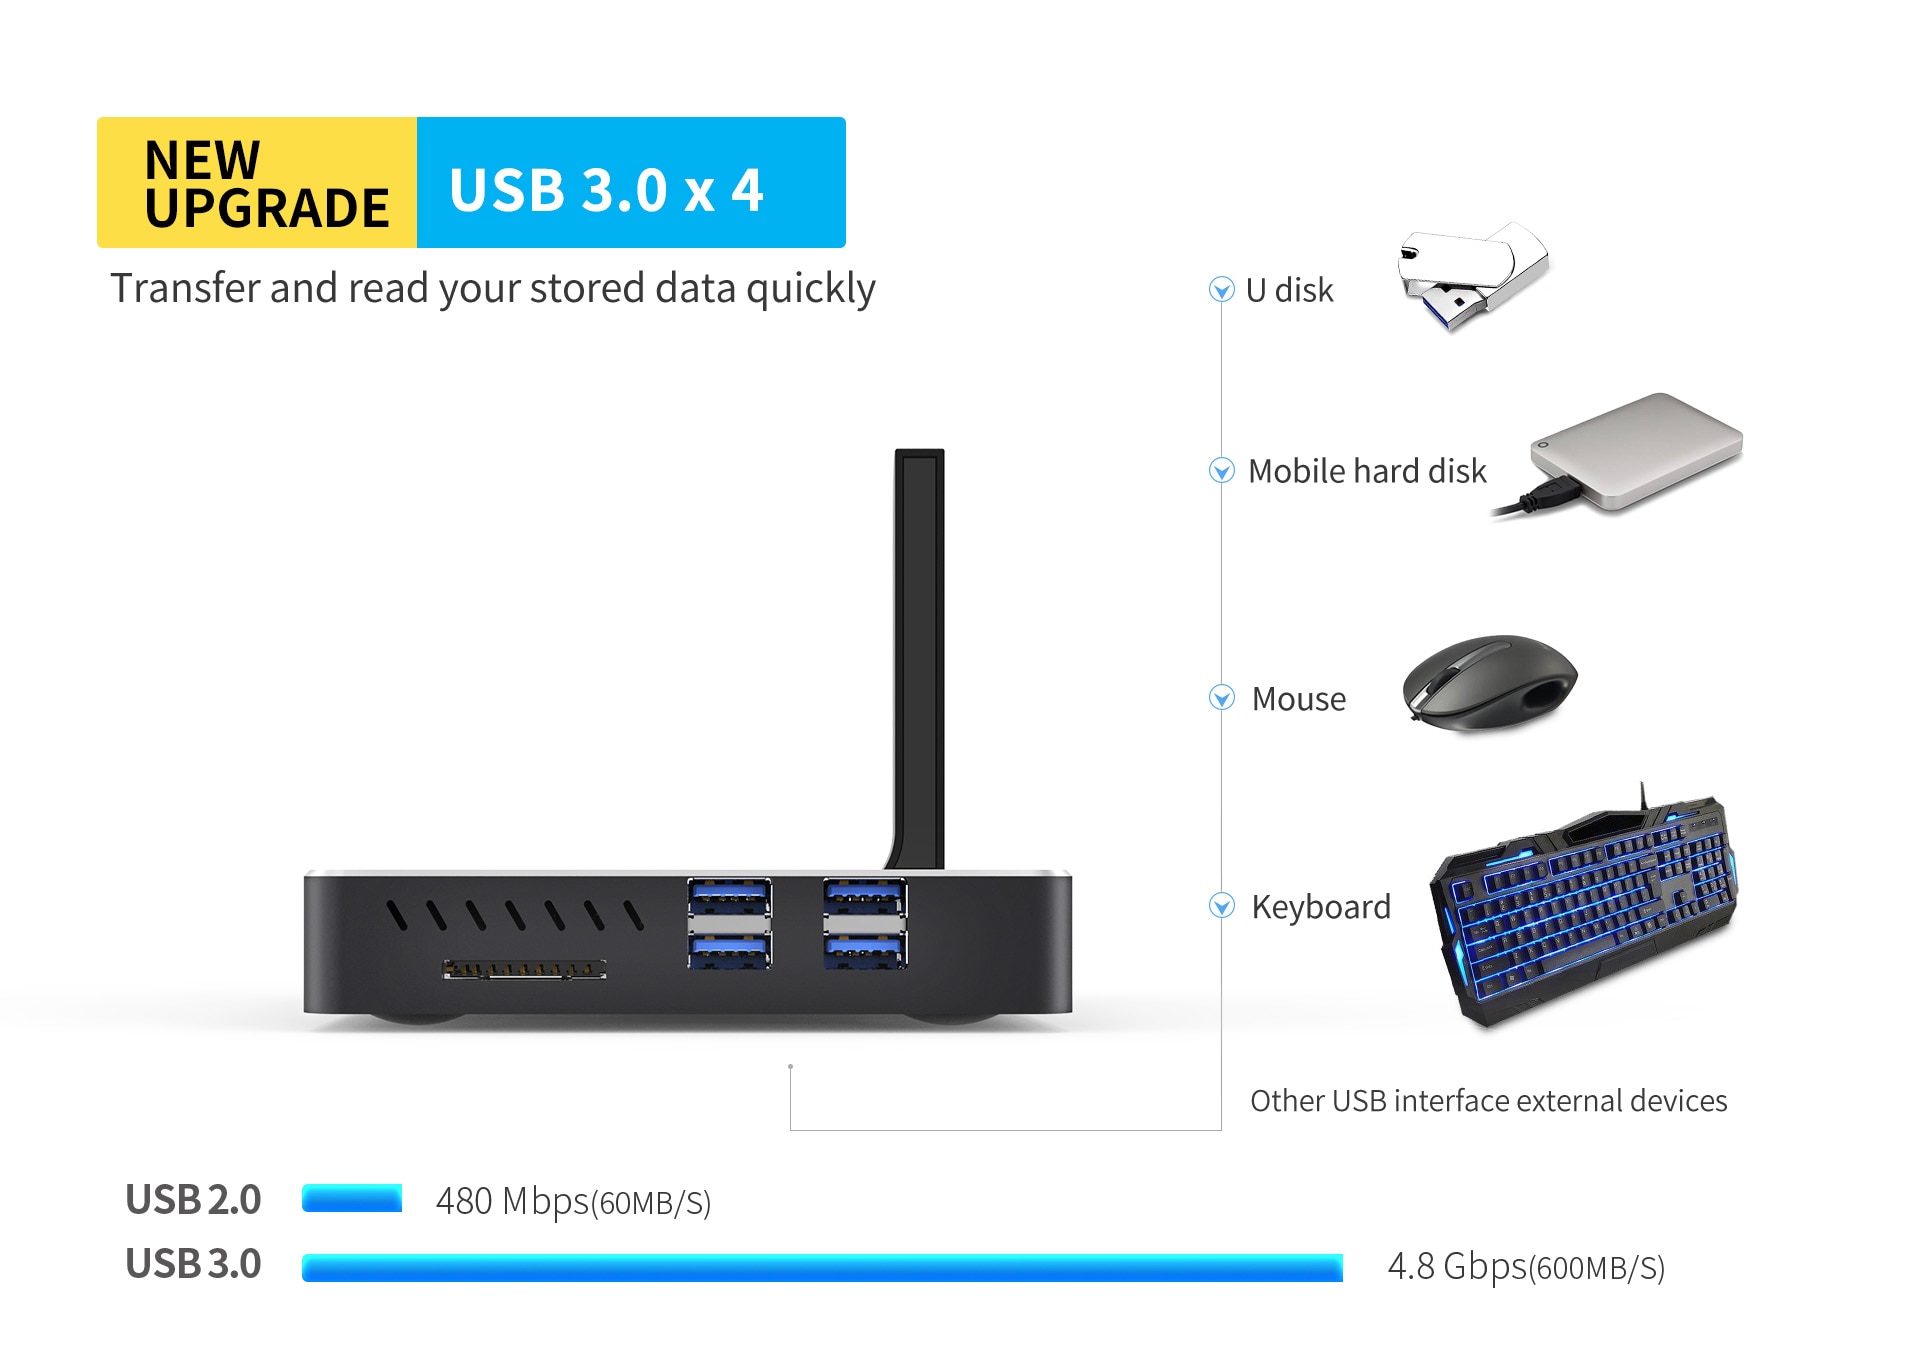 NEW
UPGRADE
USB 3.0 x 4
Transfer and read your stored data quickly
U disk
Mobile hard disk
Mouse
Keyboard
Other USB interface external devices
USB 2.0
480 Mbps(60MB/S)
USB 3.0
4.8 Gbps(600MB/S)